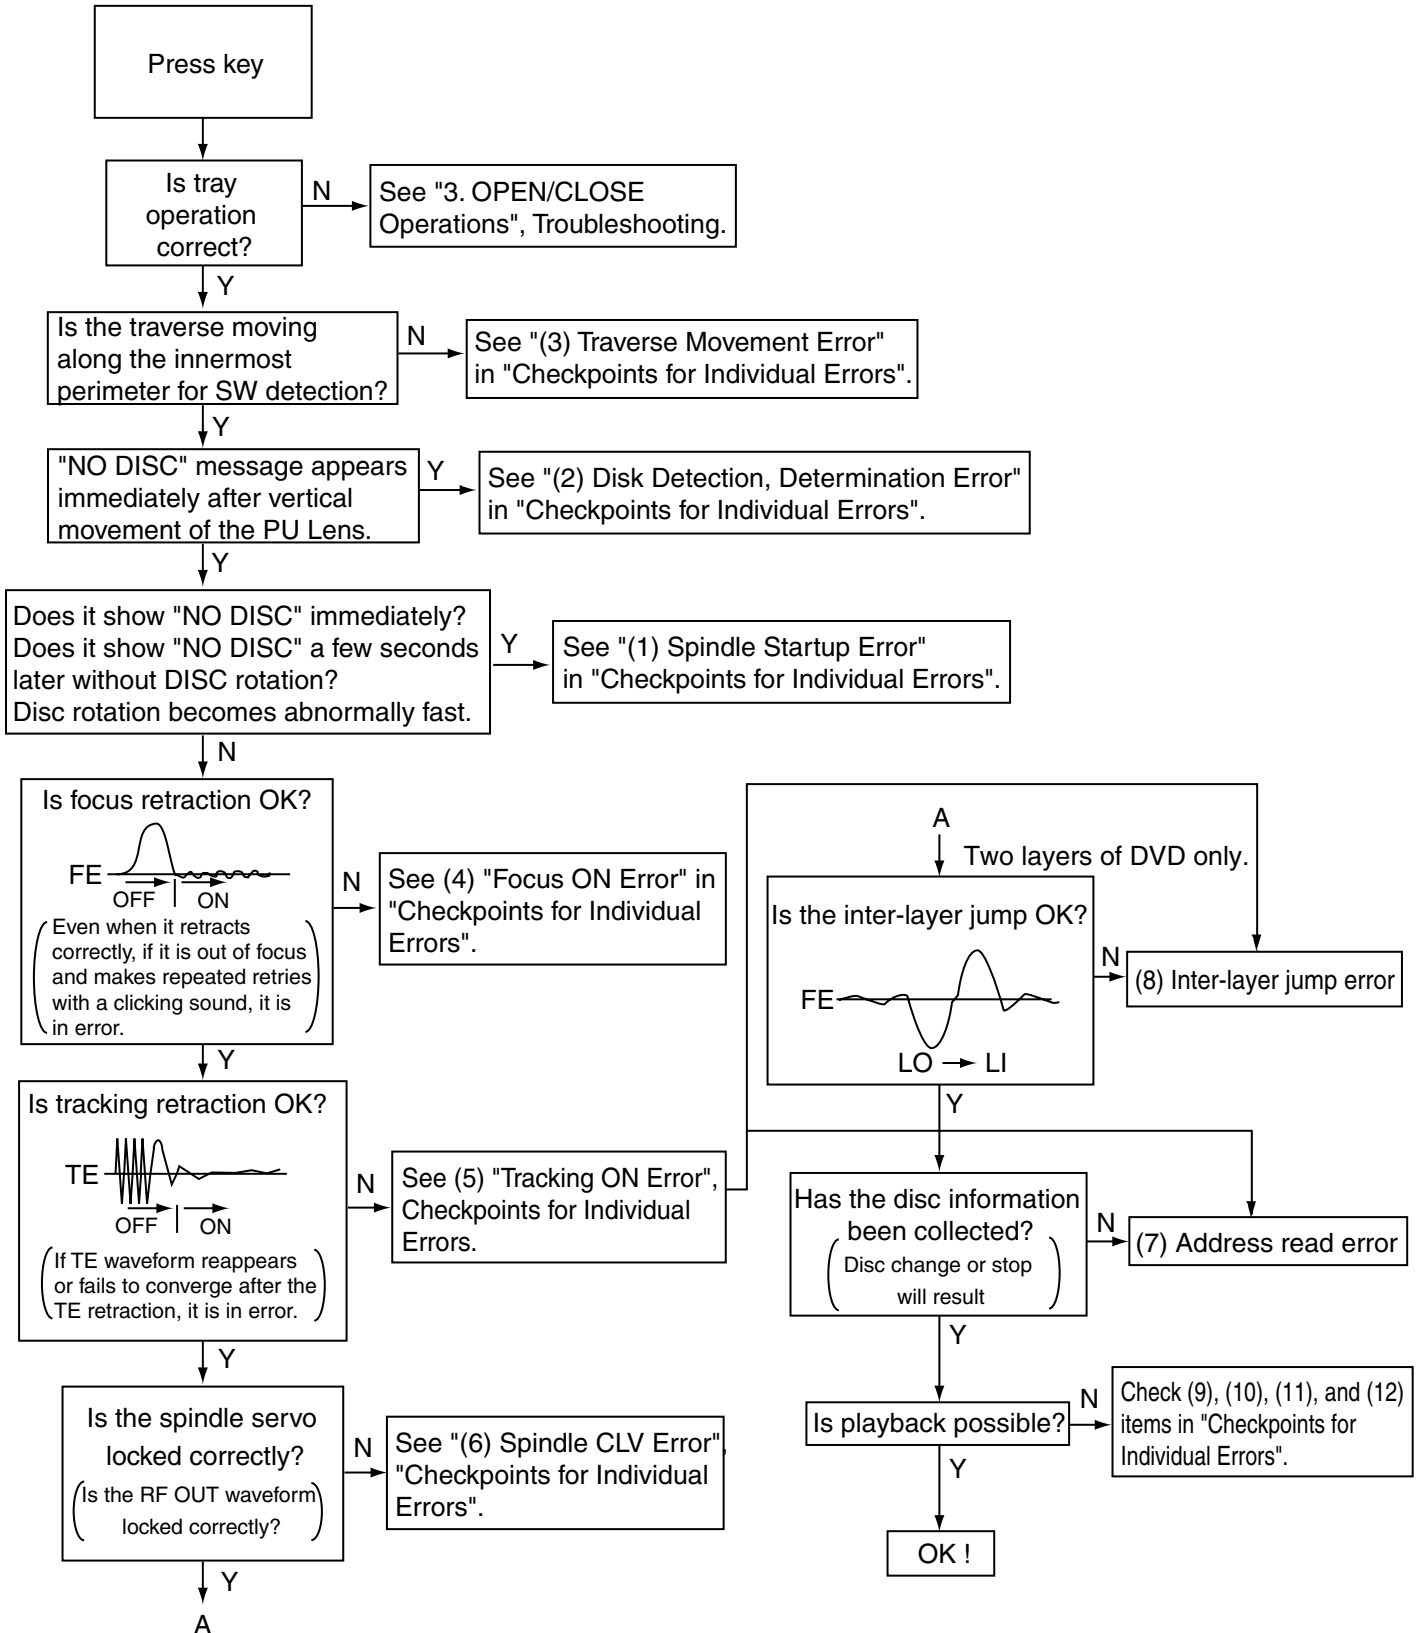 Press key
Is tray
operation
correct?
N
See "3. OPEN/CLOSE
Operations", Troubleshooting.
Y
Is the traverse moving
along the innermost
perimeter for SW detection?
N
See "(3) Traverse Movement Error"
in "Checkpoints for Individual Errors".
Y
"NO DISC" message appears
immediately after vertical
movement of the PU Lens.
Y
See "(2) Disk Detection, Determination Error"
in "Checkpoints for Individual Errors".
Y
Does it show "NO DISC" immediately?
Does it show "NO DISC" a few seconds
later without DISC rotation?
Disc rotation becomes abnormally fast.
Y
See "(1) Spindle Startup Error"
in "Checkpoints for Individual Errors".
N
Is focus retraction OK?
FE
OFF
ON
Even when it retracts
correctly, if it is out of focus
and makes repeated retries
with a clicking sound, it is
in error.
N
See (4) "Focus ON Error" in
"Checkpoints for Individual
Errors".
Y
Is tracking retraction OK?
TE
OFF
ON
If TE waveform reappears
or fails to converge after the
TE retraction, it is in error.
N
See (5) "Tracking ON Error",
Checkpoints for Individual
Errors.
Y
Is the spindle servo
locked correctly?
Is the RF OUT waveform
locked correctly?
N
See "(6) Spindle CLV Error",
"Checkpoints for Individual
Errors".
Y
A
A
Two layers of DVD only.
Is the inter-layer jump OK?
FE
LO
LI
N
(8) Inter-layer jump error
Y
Has the disc information
been collected?
Disc change or stop
will result
N
(7) Address read error
Y
Is playback possible?
N
Check (9), (10), (11), and (12)
items in "Checkpoints for
Individual Errors".
Y
OK !